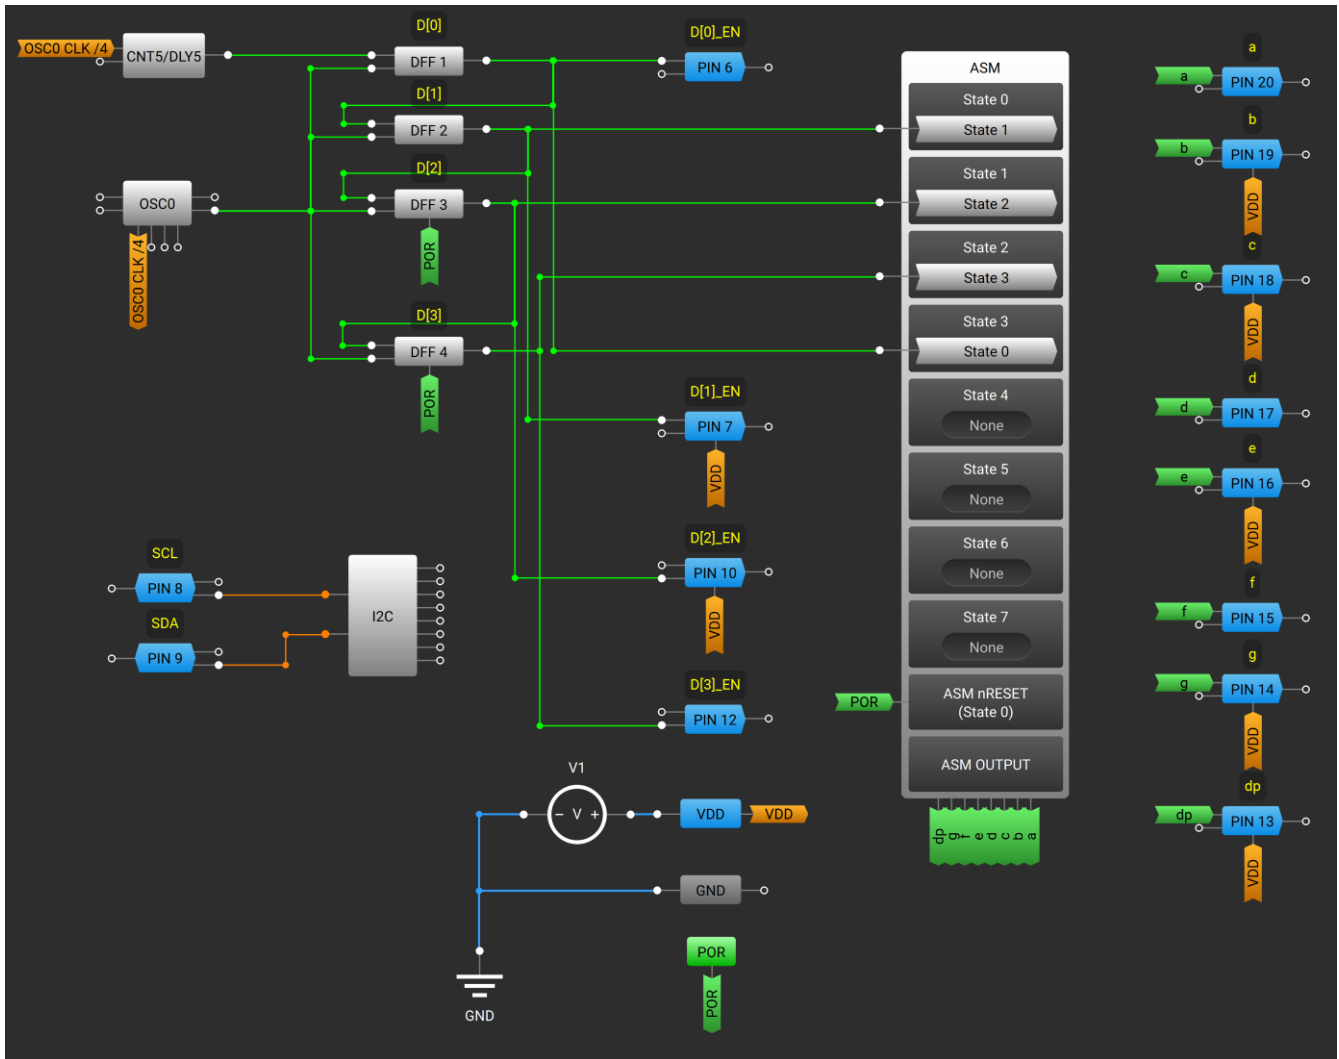 OSC0 CLK /4
CNT5/DLY5
D[0]
DFF 1
D[0]_EN
PIN 6
D[1]
DFF 2
D[2]
DFF 3
POR
OSC0
OSC0 CLK /4
D[3]
DFF 4
POR
D[1]_EN
PIN 7
VDD
D[2]_EN
PIN 10
VDD
D[3]_EN
PIN 12
SCL
PIN 8
SDA
PIN 9
I2C
V1
− V +
VDD
VDD
GND
GND
POR
POR
ASM
State 0
State 1
State 1
State 2
State 2
State 3
State 3
State 0
State 4
None
State 5
None
State 6
None
State 7
None
POR
ASM nRESET
(State 0)
ASM OUTPUT
dp
g
f
e
d
c
b
a
a
a
PIN 20
b
b
PIN 19
VDD
c
c
PIN 18
VDD
d
d
PIN 17
e
e
PIN 16
VDD
f
f
PIN 15
g
g
PIN 14
VDD
dp
dp
PIN 13
VDD